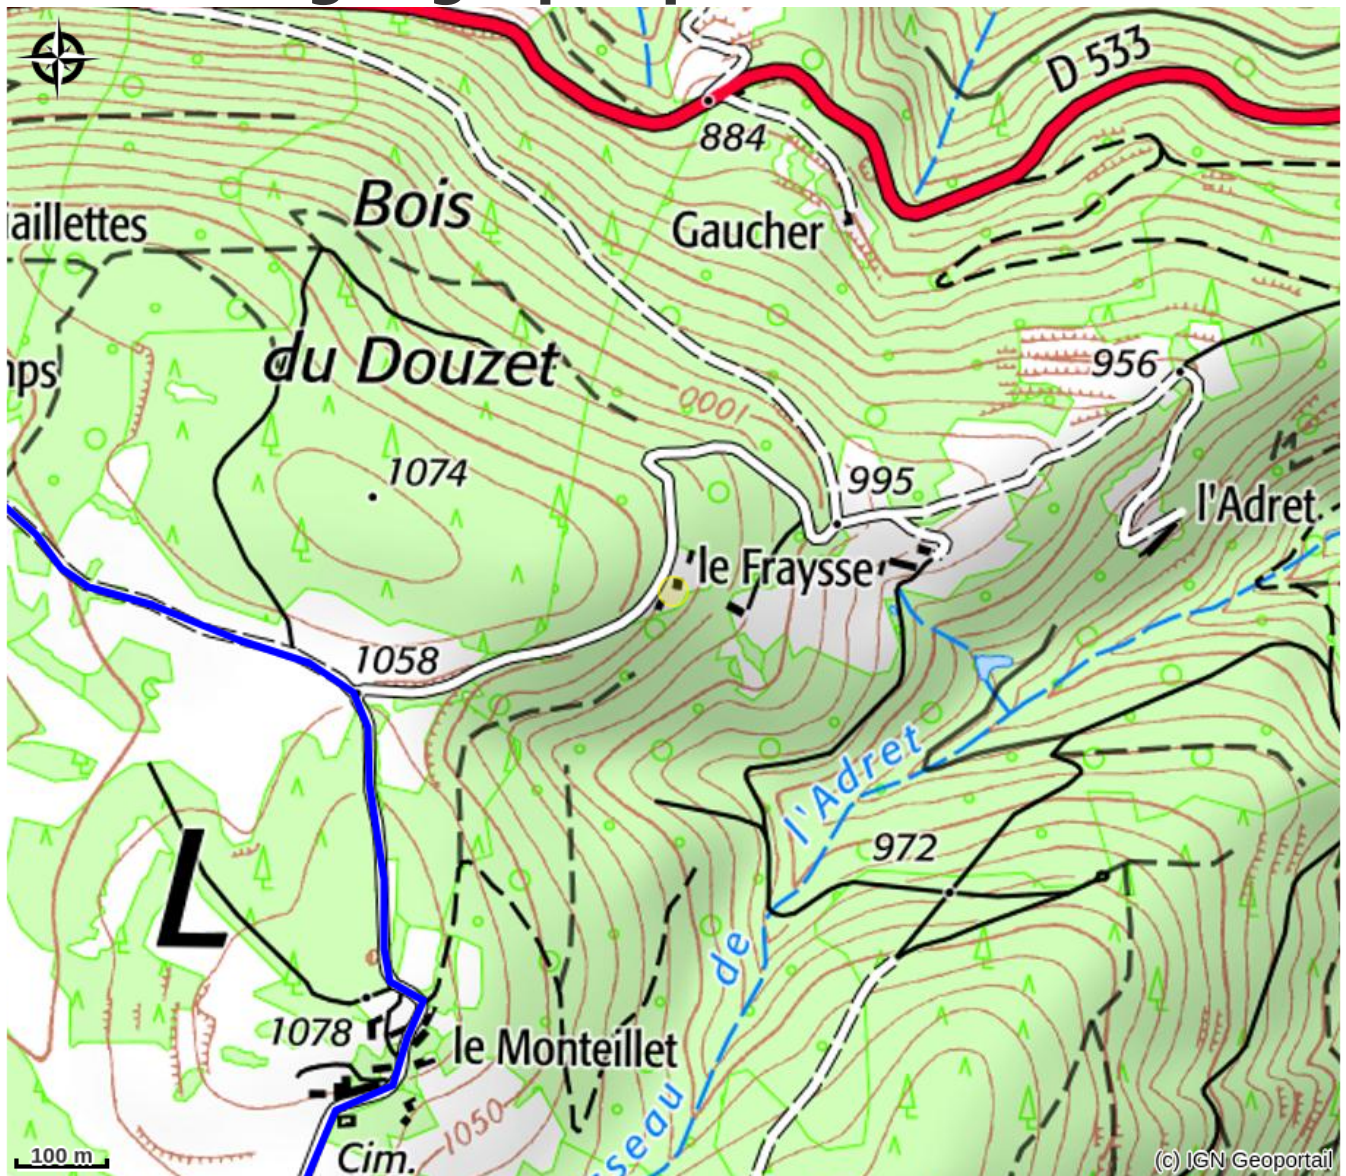 D 533
884
Bois
aillettes
Gaucher
du Douzet
956
mps
1000
1074
995
l'Adret
le Fraysse
1058
l'Adret
972
L
de
1078
le Monteillet
1050
seau
Cim.
100 m
(c) IGN Geoportail